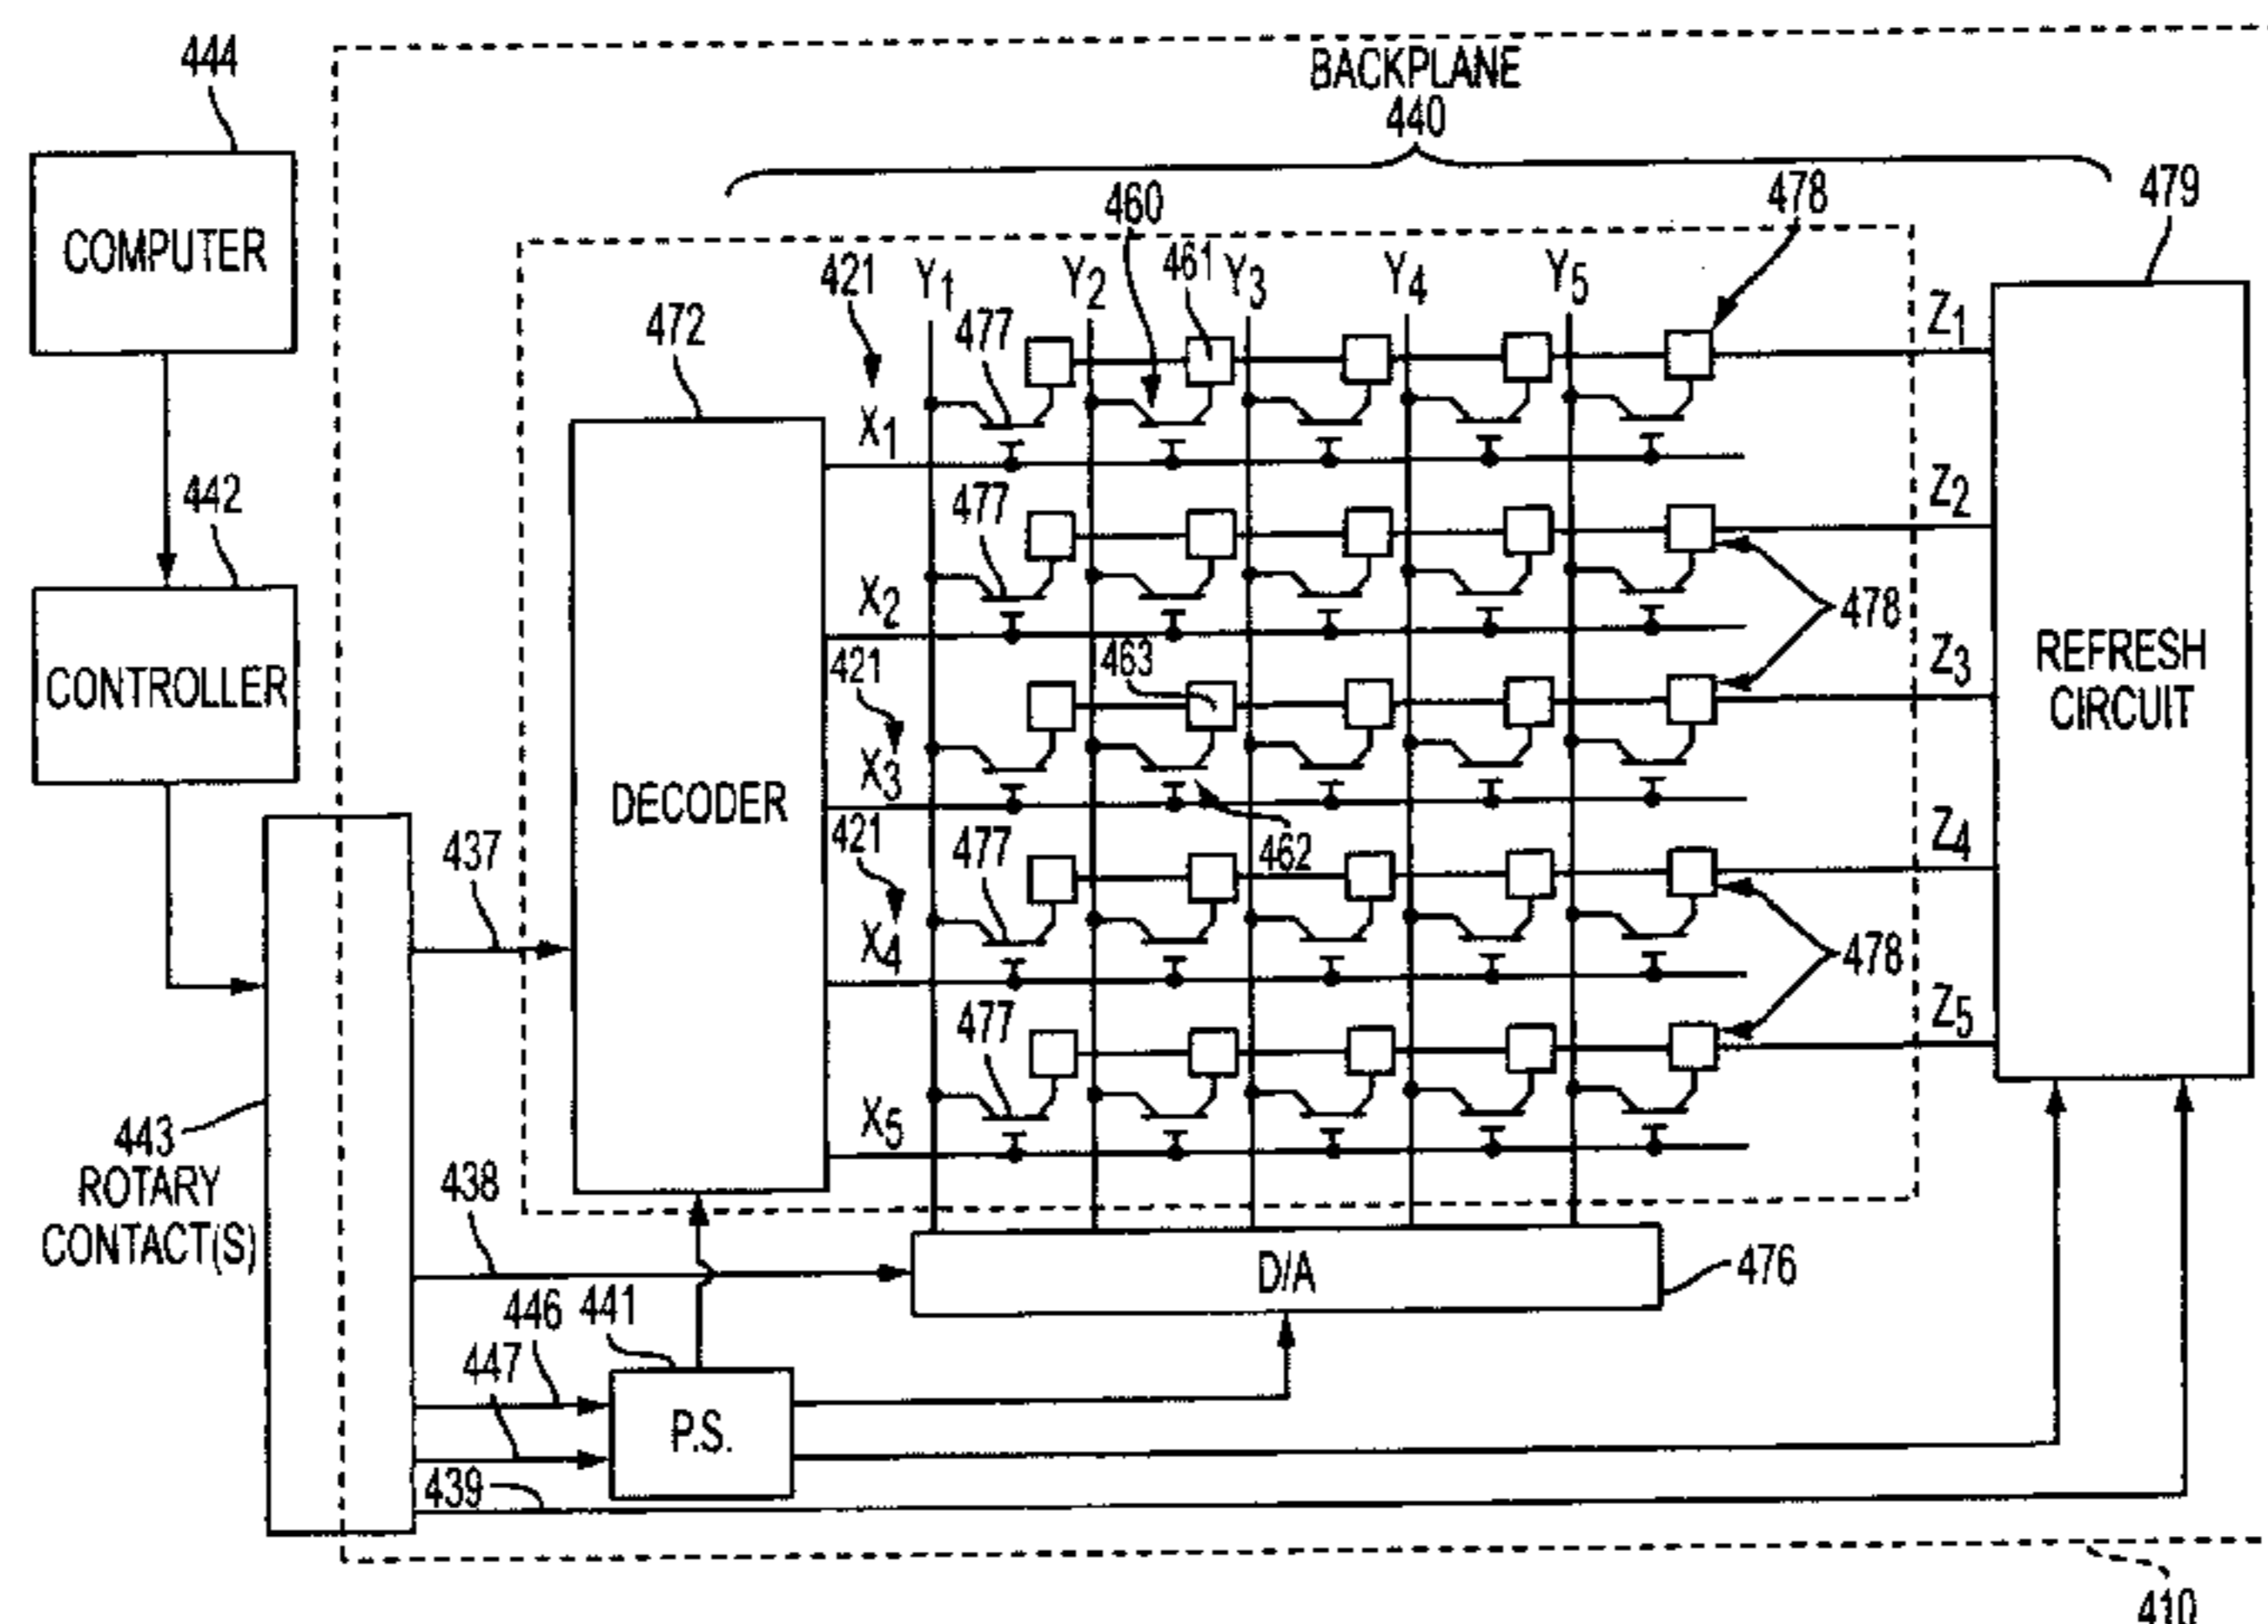 BACKPLANE
440
444
COMPUTER
442
CONTROLLER
443
ROTARY
CONTACT(S)
437
438
446
441
447
439
P.S.
472
DECODER
421
Y1
Y2
Y3
Y4
Y5
460
461
478
479
477
X1
Z1
477
X2
Z2
478
421
463
X3
Z3
462
REFRESH
CIRCUIT
421
477
X4
Z4
478
477
X5
Z5
D/A
476
410